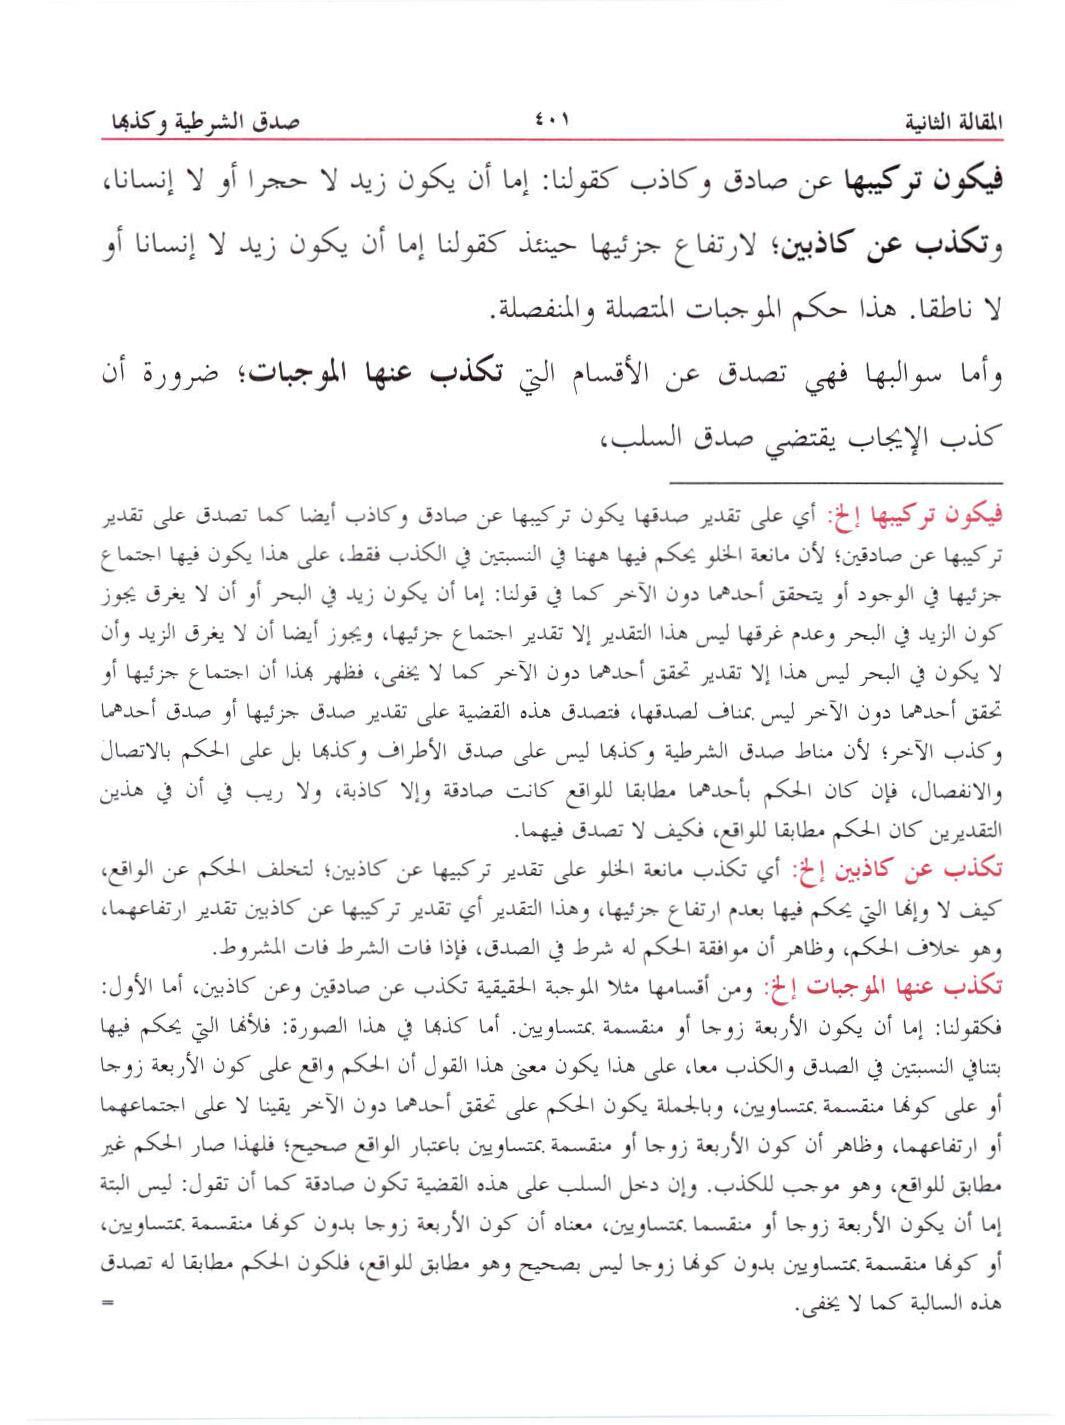 المقالة الثانية ٤٠١ صدق الشرطية وكذبها
فيكون تركيبها عن صادق وكاذب كقولنا: إما أن يكون زيد لا حجرا أو لا إنسانا،
وتكذب عن كاذبين؛ لارتفاع جزئيها حينئذ كقولنا إما أن يكون زيد لا إنسانا أو
لا ناطقا. هذا حكم الموجبات المتصلة والمنفصلة.
وأما سوالبها فهي تصدق عن الأقسام التي تكذب عنها الموجبات؛ ضرورة أن
كذب الإيجاب يقتضي صدق السلب،
فيكون تركيبها إلخ: أي على تقدير صدقها يكون تركيبها عن صادق وكاذب أيضا كما تصدق على تقدير
تركيبها عن صادقين؛ لأن مانعة الخلو يحكم فيها ههنا في النسبتين في الكذب فقط، على هذا يكون فيها اجتماع
جزئيها في الوجود أو يتحقق أحدهما دون الآخر كما في قولنا: إما أن يكون زيد في البحر أو أن لا يغرق يجوز
كون الزيد في البحر وعدم غرقها ليس هذا التقدير إلا تقدير اجتماع جزئيها، ويجوز أيضا أن لا يغرق الزيد وأن
لا يكون في البحر ليس هذا إلا تقدير تحقق أحدهما دون الآخر كما لا يخفى، فظهر بهذا أن اجتماع جزئيها أو
تحقق أحدهما دون الآخر ليس بمناف لصدقها، فتصدق هذه القضية على تقدير صدق جزئيها أو صدق أحدهما
وكذب الآخر؛ لأن مناط صدق الشرطية وكذبها ليس على صدق الأطراف وكذبها بل على الحكم بالاتصال
والانفصال، فإن كان الحكم بأحدهما مطابقا للواقع كانت صادقة وإلا كاذبة، ولا ريب في أن في هذين
التقديرين كان الحكم مطابقا للواقع، فكيف لا تصدق فيهما.
تكذب عن كاذبين إلخ: أي تكذب مانعة الخلو على تقدير تركبيها عن كاذبين؛ لتخلف الحكم عن الواقع،
كيف لا وإنها التي يحكم فيها بعدم ارتفاع جزئيها، وهذا التقدير أي تقدير تركيبها عن كاذبين تقدير ارتفاعهما،
وهو خلاف الحكم، وظاهر أن موافقة الحكم له شرط في الصدق، فإذا فات الشرط فات المشروط.
تكذب عنها الموجبات إلخ: ومن أقسامها مثلا الموجبة الحقيقية تكذب عن صادقين وعن كاذبين، أما الأول:
فكقولنا: إما أن يكون الأربعة زوجا أو منقسمة بمتساويين. أما كذبها في هذا الصورة: فلأنها التي يحكم فيها
بتنافي النسبتين في الصدق والكذب معا، على هذا يكون معنى هذا القول أن الحكم واقع على كون الأربعة زوجا
أو على كونها منقسمة بمتساويين، وبالجملة يكون الحكم على تحقق أحدهما دون الآخر يقينا لا على اجتماعهما
أو ارتفاعهما، وظاهر أن كون الأربعة زوجا أو منقسمة بمتساويين باعتبار الواقع صحيح؛ فلهذا صار الحكم غير
مطابق للواقع، وهو موجب للكذب. وإن دخل السلب على هذه القضية تكون صادقة كما أن تقول: ليس البتة
إما أن يكون الأربعة زوجا أو منقسما بمتساويين، معناه أن كون الأربعة زوجا بدون كونها منقسمة بمتساويين،
أو كونها منقسمة بمتساويين بدون كونها زوجا ليس بصحيح وهو مطابق للواقع، فلكون الحكم مطابقا له تصدق
هذه السالبة كما لا يخفى. =